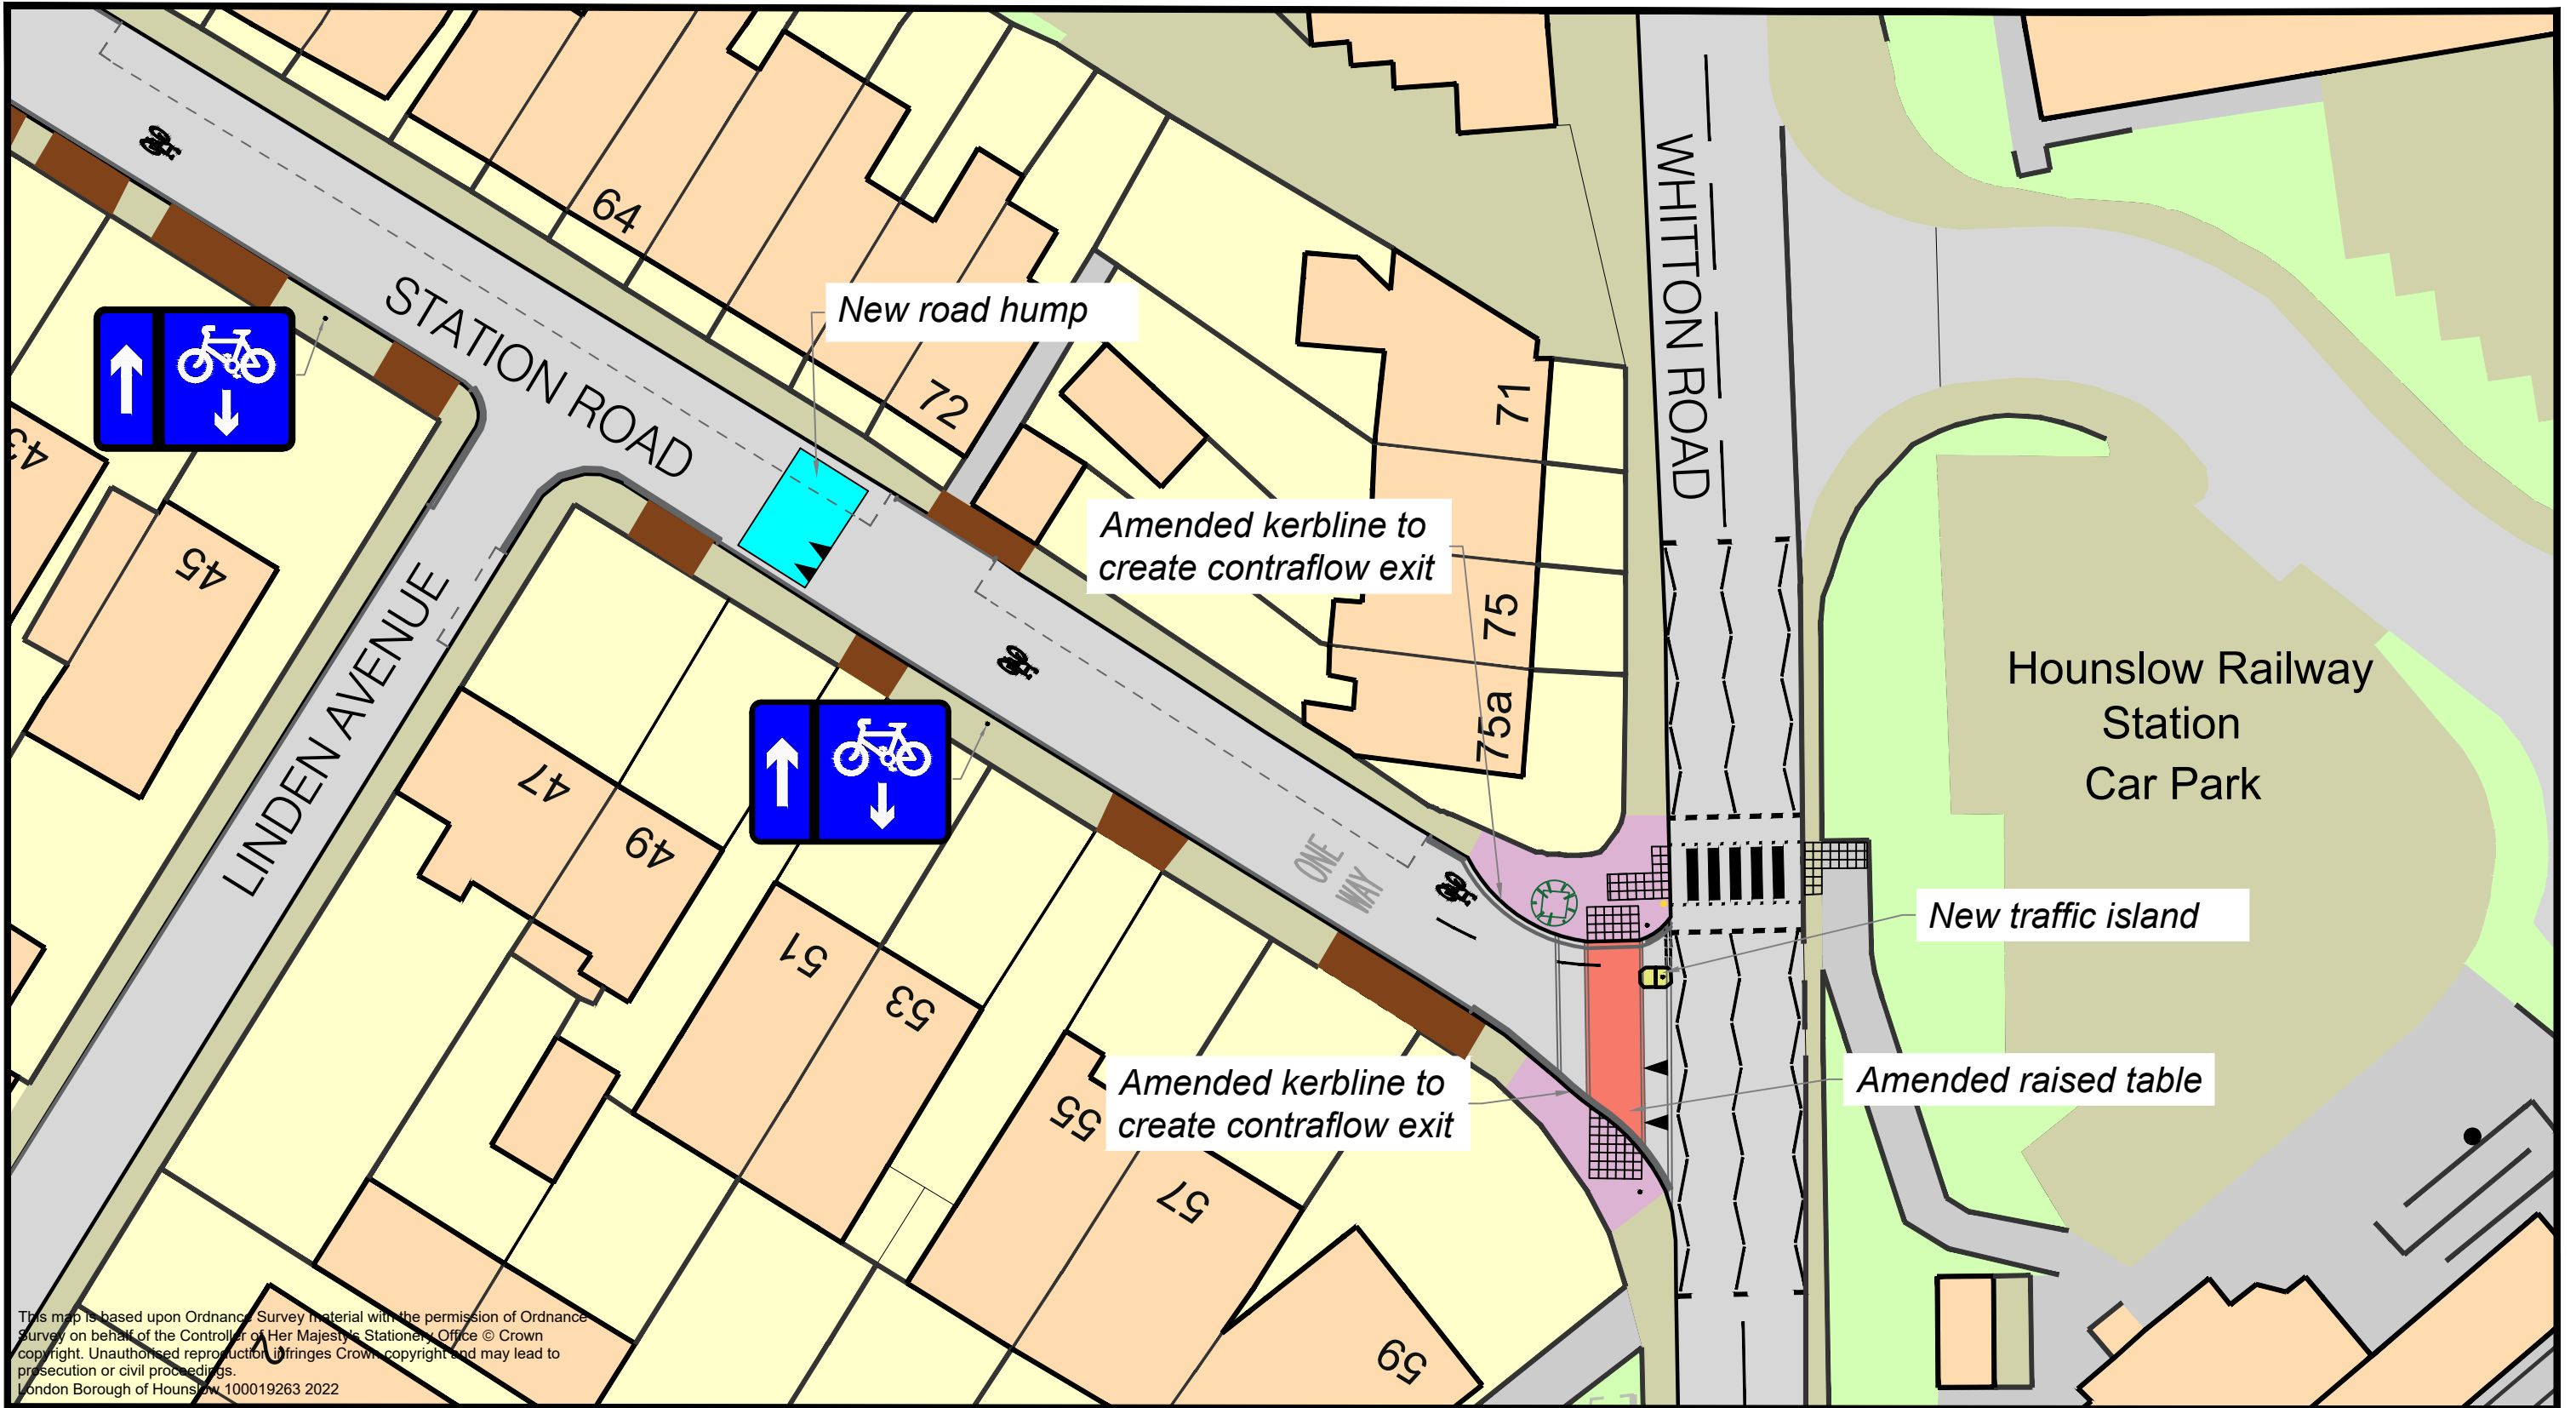 64
72
STATION ROAD
New road hump
WHITTON ROAD
71
75
75a
Amended kerbline to
create contraflow exit
43
45
LINDEN AVENUE
47
49
51
53
55
57
59
2
ONE
WAY
Hounslow Railway
Station
Car Park
New traffic island
Amended raised table
Amended kerbline to
create contraflow exit
This map is based upon Ordnance Survey material with the permission of Ordnance
Survey on behalf of the Controller of Her Majesty's Stationery Office © Crown
copyright. Unauthorised reproduction infringes Crown copyright and may lead to
prosecution or civil proceedings.
London Borough of Hounslow 100019263 2022